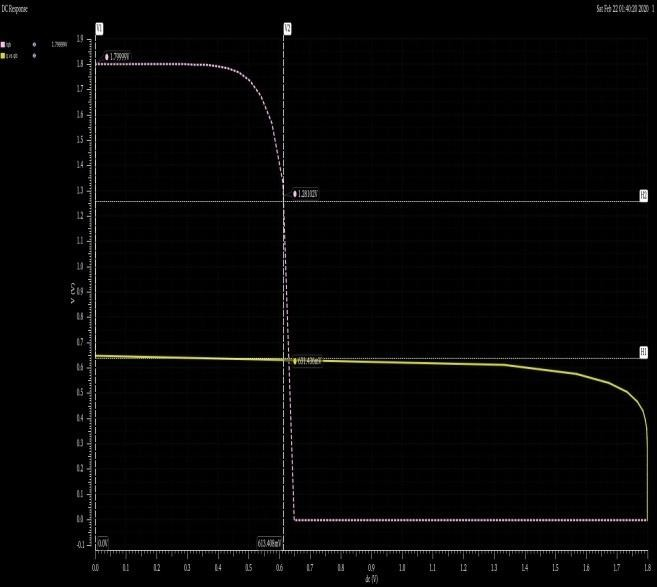 DC Response
Sat Feb 22 01:40:20 2020 1
V1
V2
1.79999V
1.79999V
1.28102V
H2
631.436mV
H1
V (V)
1.9
1.8
1.7
1.6
1.5
1.4
1.3
1.2
1.1
1.0
0.9
0.8
0.7
0.6
0.5
0.4
0.3
0.2
0.1
0.0
-0.1
0.0V
613.408mV
0.0 0.1 0.2 0.3 0.4 0.5 0.6 0.7 0.8 0.9 1.0 1.1 1.2 1.3 1.4 1.5 1.6 1.7 1.8
dc (V)